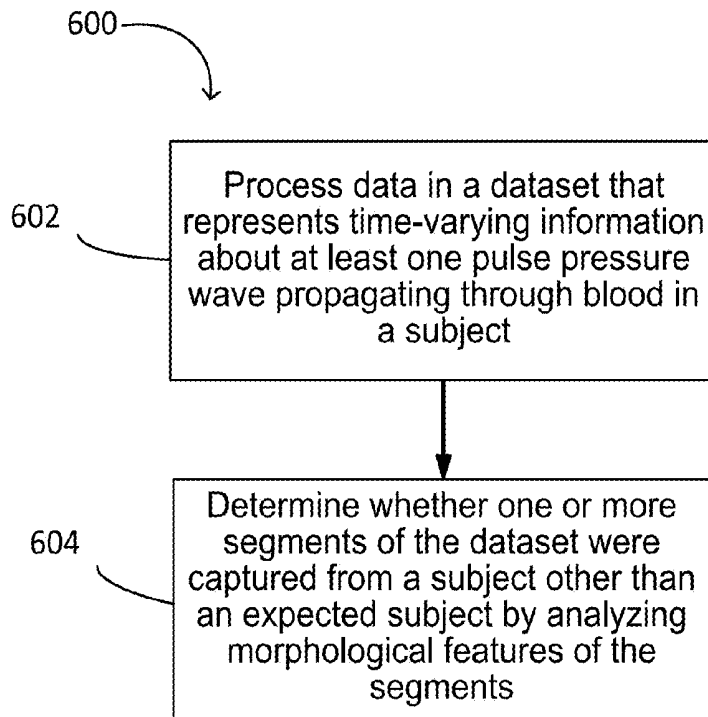 600
602
Process data in a dataset that
represents time-varying information
about at least one pulse pressure
wave propagating through blood in
a subject
604
Determine whether one or more
segments of the dataset were
captured from a subject other than
an expected subject by analyzing
morphological features of the
segments